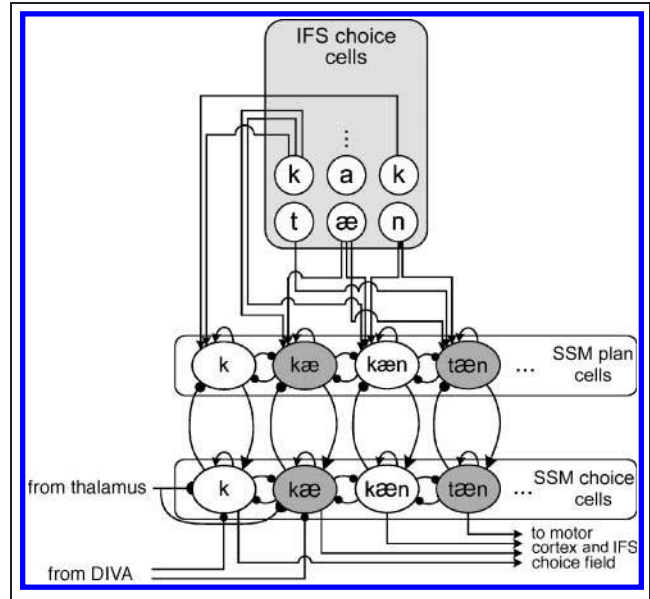 IFS choice
cells
⋮
k a k
t æ n
k kæ kæn tæn ... SSM plan
cells
from thalamus
k kæ kæn tæn ... SSM choice
cells
to motor
cortex and IFS
choice field
from DIVA